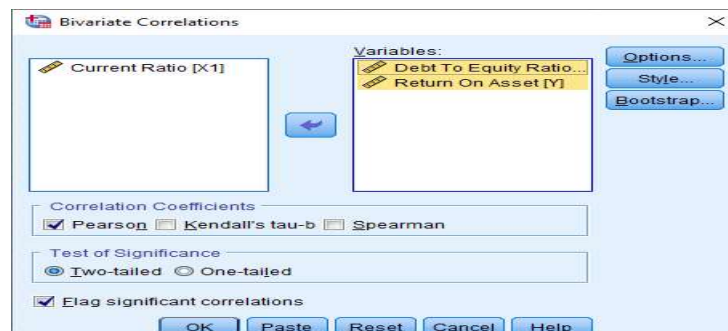 Bivariate Correlations
Current Ratio [X1]
Variables:
Debt To Equity Ratio...
Return On Asset [Y]
Options...
Style...
Bootstrap...
Correlation Coefficients
Pearson Kendall's tau-b Spearman
Test of Significance
Two-tailed One-tailed
Flag significant correlations
OK Paste Reset Cancel Help